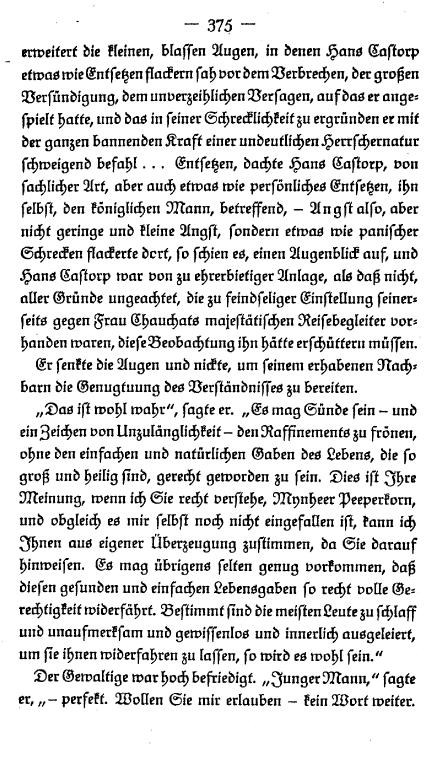 — 375 —
erweitert die kleinen, blassen Augen, in denen Hans Castorp
etwas wie Entsetzen flackern sah vor dem Verbrechen, der großen
Versündigung, dem unverzeihlichen Versagen, auf das er ange-
spielt hatte, und das in seiner Schrecklichkeit zu ergründen er mit
der ganzen bannenden Kraft einer undeutlichen Herrschernatur
schweigend befahl ... Entsetzen, dachte Hans Castorp, von
sachlicher Art, aber auch etwas wie persönliches Entsetzen, ihn
selbst, den königlichen Mann, betreffend, – Angst also, aber
nicht geringe und kleine Angst, sondern etwas wie panischer
Schrecken flackerte dort, so schien es, einen Augenblick auf, und
Hans Castorp war von zu ehrerbietiger Anlage, als daß nicht,
aller Gründe ungeachtet, die zu feindseliger Einstellung seiner-
seits gegen Frau Chauchats majestätischen Reisebegleiter vor-
handen waren, diese Beobachtung ihn hätte erschüttern müssen.
Er senkte die Augen und nickte, um seinem erhabenen Nach-
barn die Genugtuung des Verständnisses zu bereiten.
„Das ist wohl wahr“, sagte er. „Es mag Sünde sein – und
ein Zeichen von Unzulänglichkeit – den Raffinements zu frönen,
ohne den einfachen und natürlichen Gaben des Lebens, die so
groß und heilig sind, gerecht geworden zu sein. Dies ist Ihre
Meinung, wenn ich Sie recht verstehe, Mynheer Peeperkorn,
und obgleich es mir selbst noch nicht eingefallen ist, kann ich
Ihnen aus eigener Überzeugung zustimmen, da Sie darauf
hinweisen. Es mag übrigens selten genug vorkommen, daß
diesen gesunden und einfachen Lebensgaben so recht volle Ge-
rechtigkeit widerfährt. Bestimmt sind die meisten Leute zu schlaff
und unaufmerksam und gewissenlos und innerlich ausgeleiert,
um sie ihnen widerfahren zu lassen, so wird es wohl sein.“
Der Gewaltige war hoch befriedigt. „Junger Mann,“ sagte
er, „– perfekt. Wollen Sie mir erlauben – kein Wort weiter.